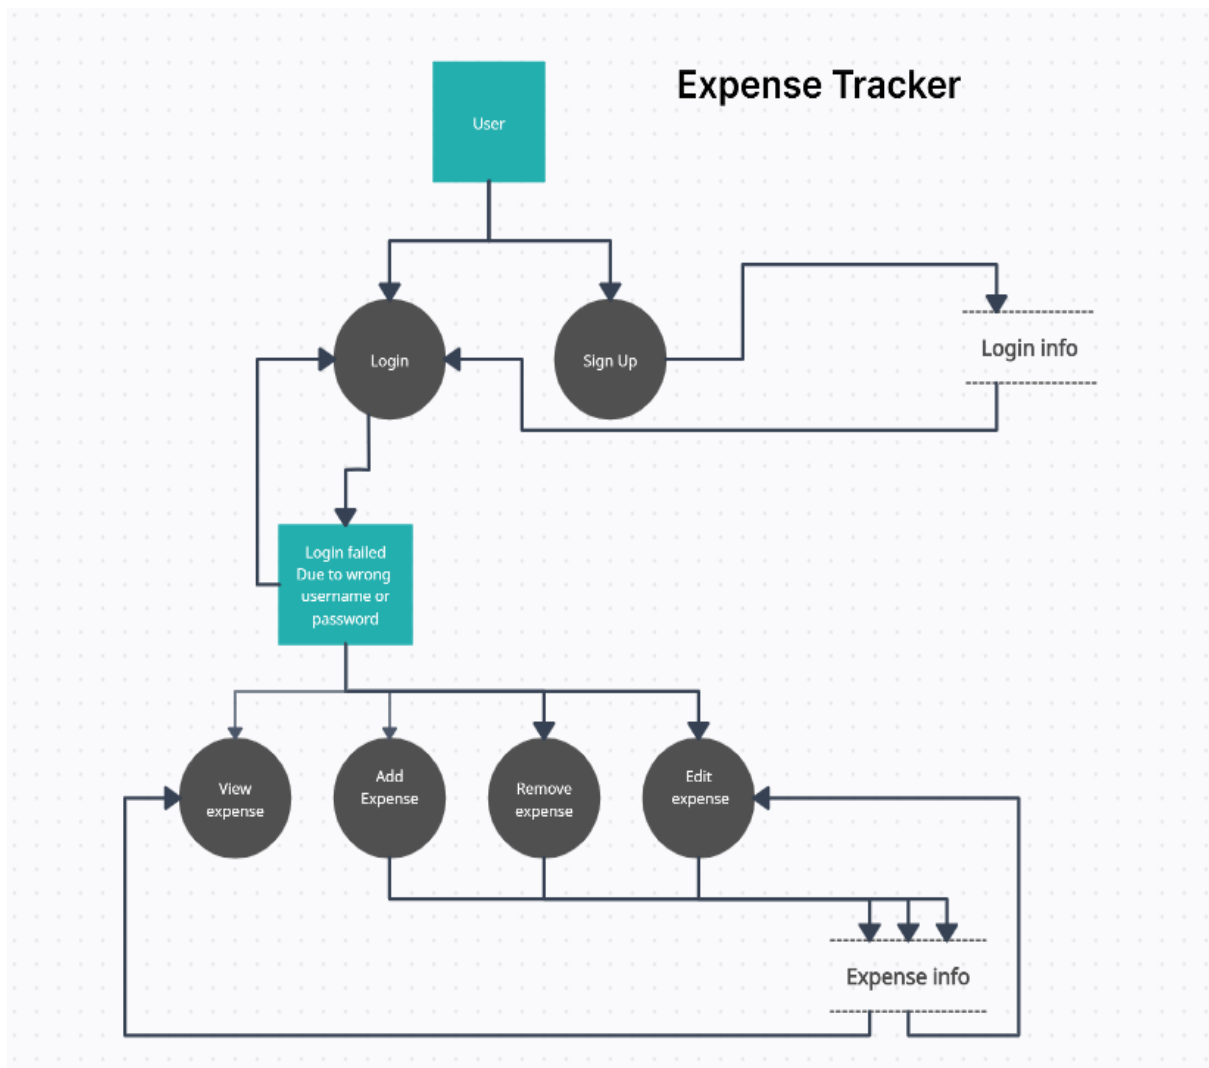 Expense Tracker
User
Login
Sign Up
Login info
Login failed
Due to wrong
username or
password
View
expense
Add
Expense
Remove
expense
Edit
expense
Expense info